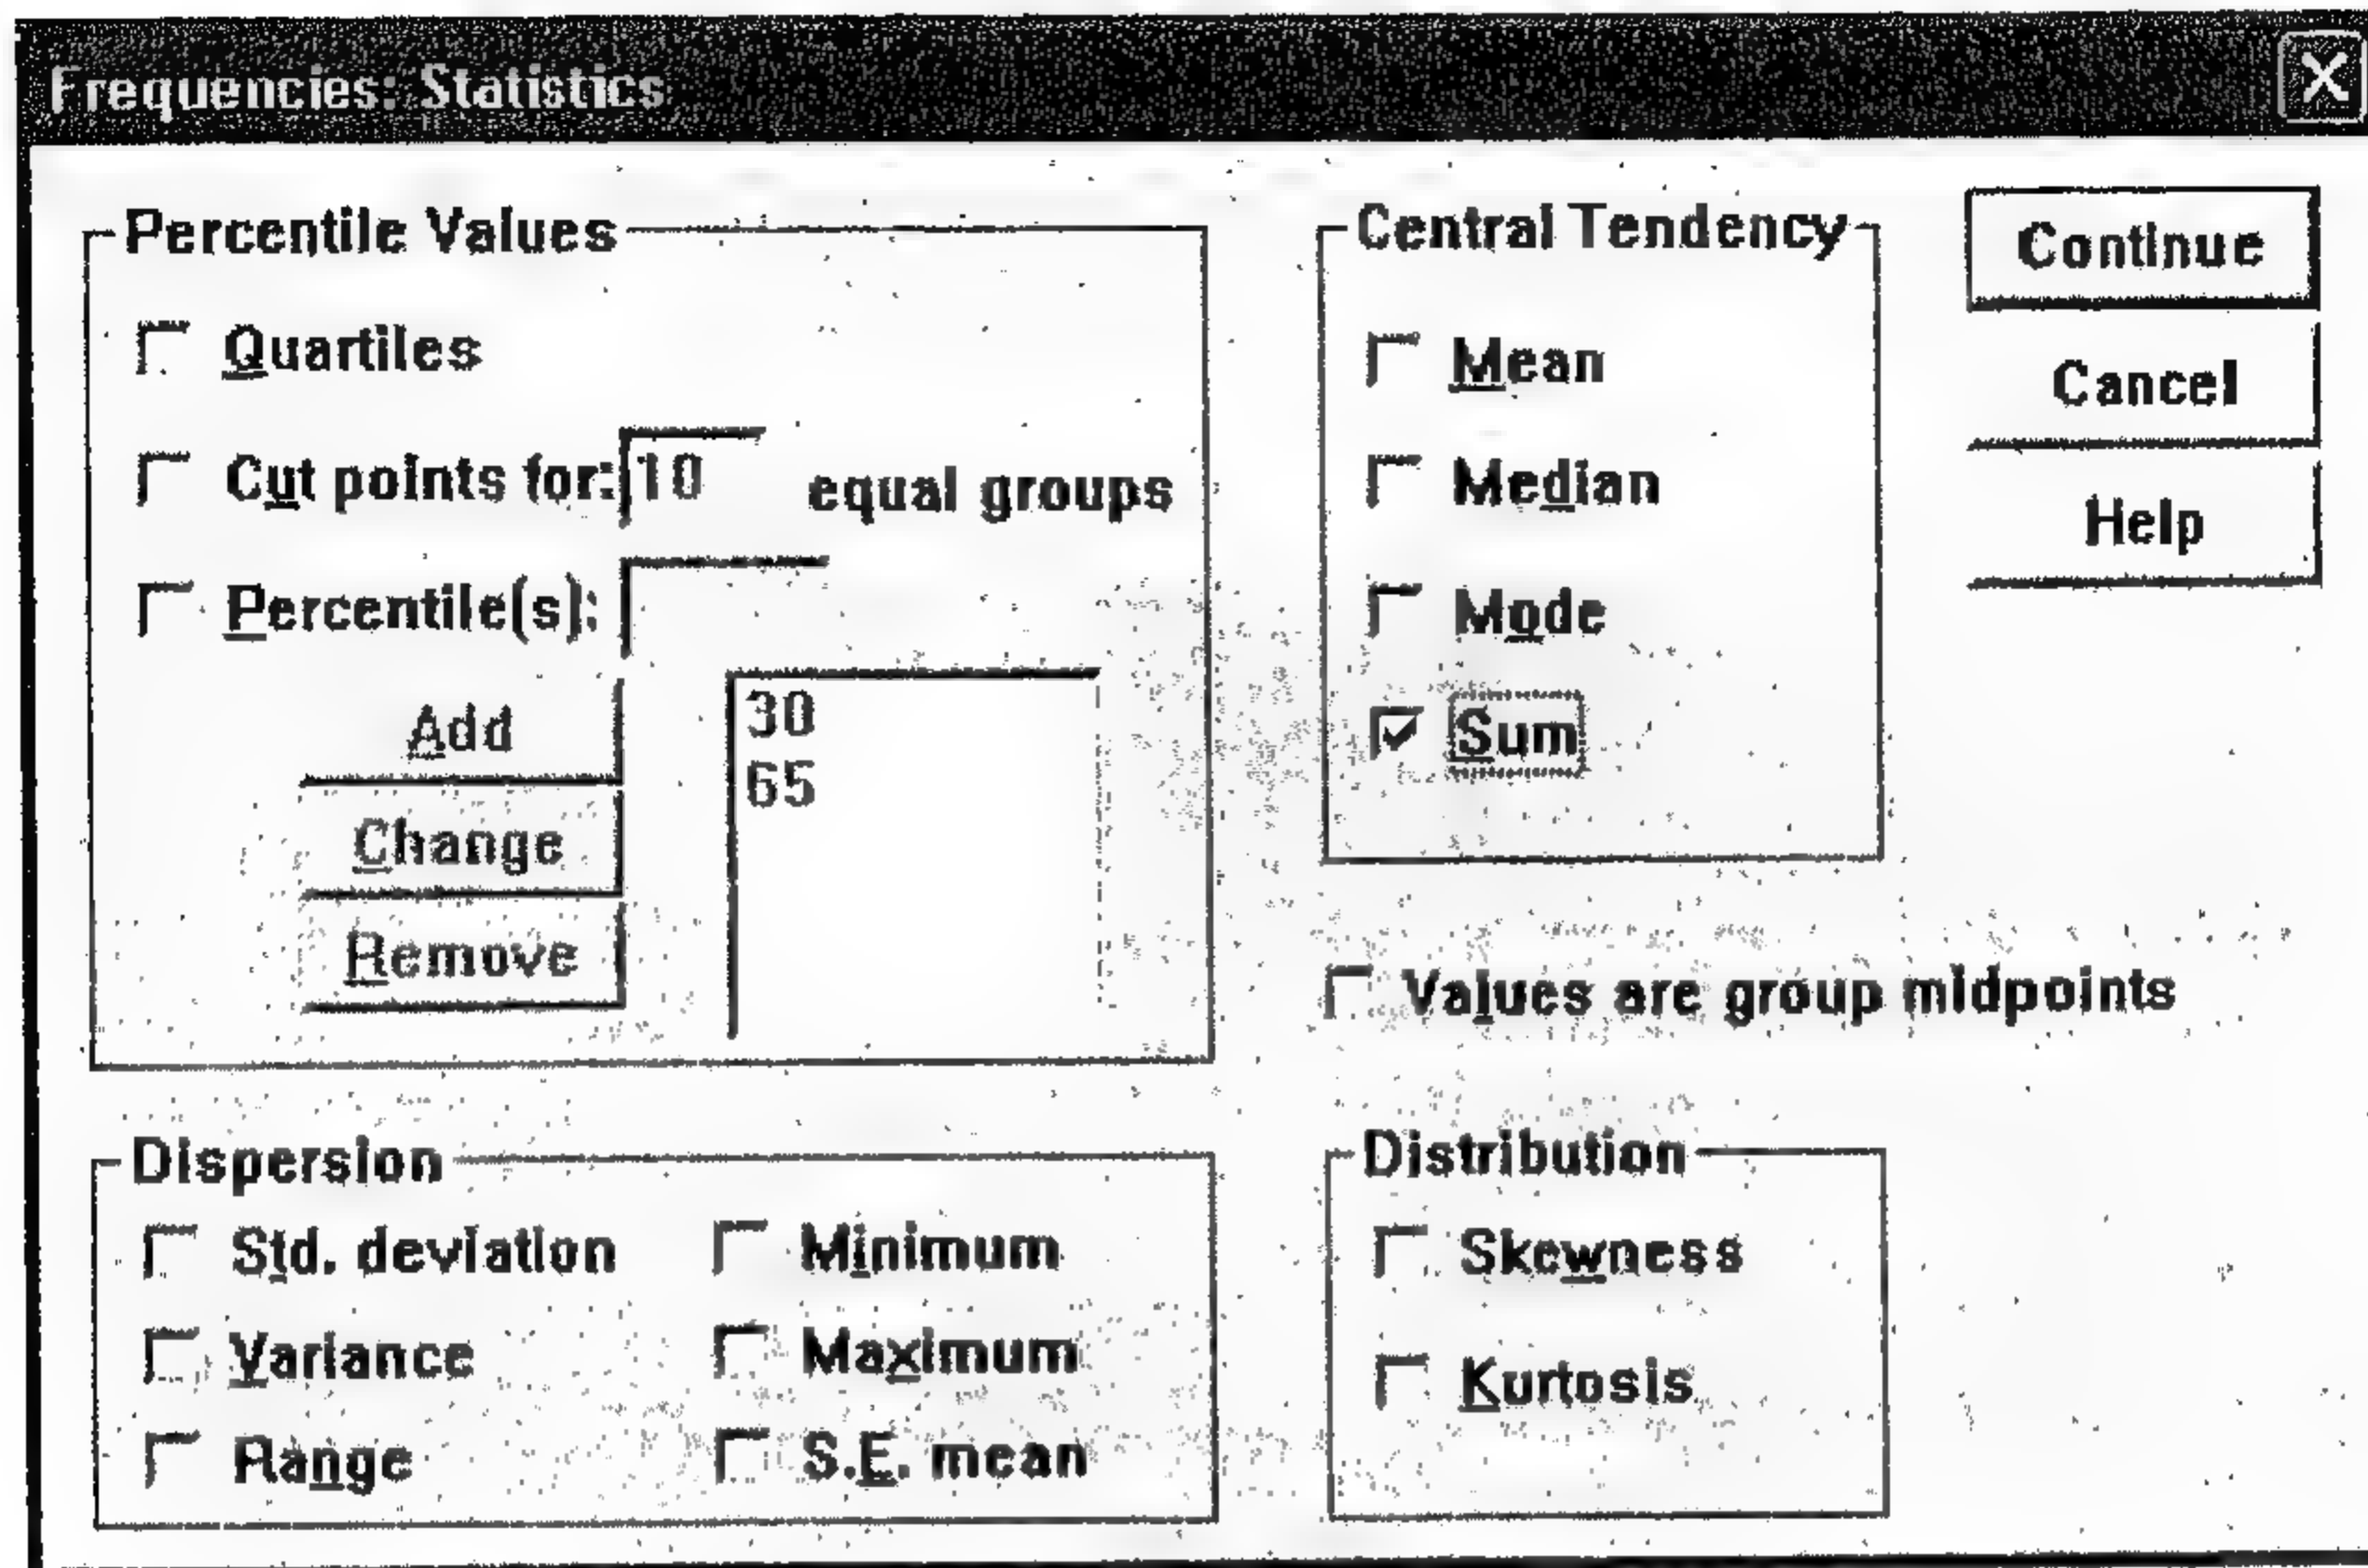 Frequencies: Statistics
Percentile Values
Quartiles
Cut points for: 10 equal groups
Percentile(s):
Add
Change
Remove
30
65
Central Tendency
Mean
Median
Mode
Sum
Continue
Cancel
Help
Values are group midpoints
Dispersion
Std. deviation
Minimum
Variance
Maximum
Range
S.E. mean
Distribution
Skewness
Kurtosis